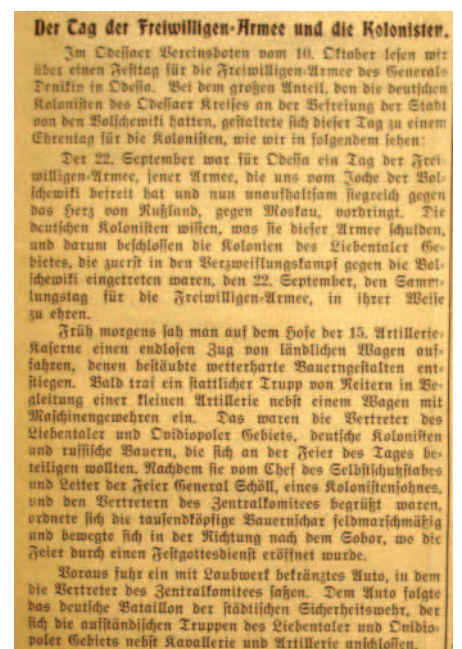 Der Tag der Freiwilligen-Armee und die Kolonisten.
Im Odessaer Vereinsboten vom 10. Oktober lesen wir
über einen Festtag für die Freiwilligen-Armee des Generals
Denikin in Odessa. Bei dem großen Anteil, den die deutschen
Kolonisten des Odessaer Kreises an der Befreiung der Stadt
von den Bolschewiki hatten, gestaltete sich dieser Tag zu einem
Ehrentag für die Kolonisten, wie wir in folgendem sehen:
Der 22. September war für Odessa ein Tag der Frei-
willigen-Armee, jener Armee, die uns vom Joche der Bol-
schewiki befreit hat und nun unaufhaltsam siegreich gegen
das Herz von Rußland, gegen Moskau, vordringt. Die
deutschen Kolonisten wissen, was sie dieser Armee schulden,
und darum beschlossen die Kolonien des Liebentaler Ge-
bietes, die zuerst in den Verzweiflungskampf gegen die Bol-
schewiki eingetreten waren, den 22. September, den Samm-
lungstag für die Freiwilligen-Armee, in ihrer Weise
zu ehren.
Früh morgens sah man auf dem Hofe der 15. Artillerie-
Kaserne einen endlosen Zug von ländlichen Wagen auf-
fahren, denen bestäubte wetterharte Bauerngestalten ent-
stiegen. Bald traf ein stattlicher Trupp von Reitern in Be-
gleitung einer kleinen Artillerie nebst einem Wagen mit
Maschinengewehren ein. Das waren die Vertreter des
Liebentaler und Ovidiopoler Gebiets, deutsche Kolonisten
und russische Bauern, die sich an der Feier des Tages be-
teiligen wollten. Nachdem sie vom Chef des Selbstschutzstabes
und Leiter der Feier General Schöll, eines Kolonistensohnes,
und den Vertretern des Zentralkomitees begrüßt waren,
ordnete sich die tausendköpfige Bauernschar feldmarschmäßig
und bewegte sich in der Richtung nach dem Sobor, wo die
Feier durch einen Festgottesdienst eröffnet wurde.
Voraus fuhr ein mit Laubwerk bekränztes Auto, in dem
die Vertreter des Zentralkomitees saßen. Dem Auto folgte
das deutsche Bataillon der städtischen Sicherheitswehr, der
sich die aufständischen Truppen des Liebentaler und Ovidio-
poler Gebiets nebst Kavallerie und Artillerie anschlossen.